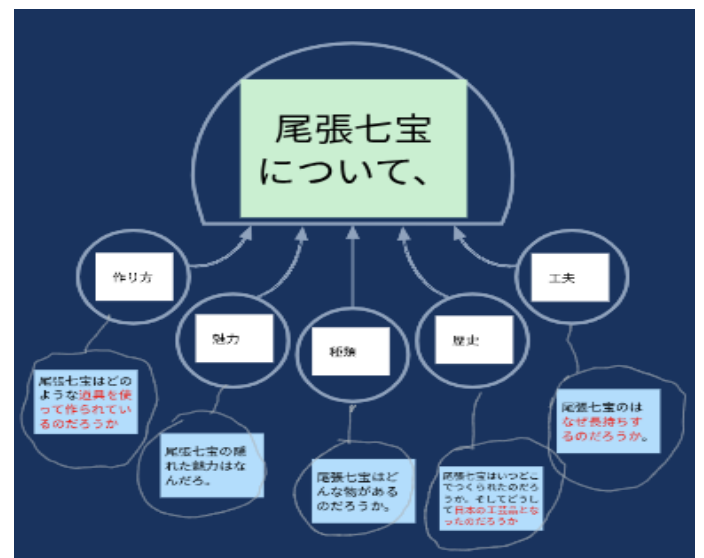 尾張七宝
について、
作り方
魅力
種類
歴史
工夫
尾張七宝はどの
ような道具を使
って作られてい
るのだろうか
尾張七宝の隠
れた魅力はな
んだろ。
尾張七宝はど
んな物がある
のだろうか。
尾張七宝はいつどこ
でつくられたのだろ
うか。そしてどうし
て日本の工芸品とな
ったのだろうか
尾張七宝のは
なぜ長持ちす
るのだろうか。